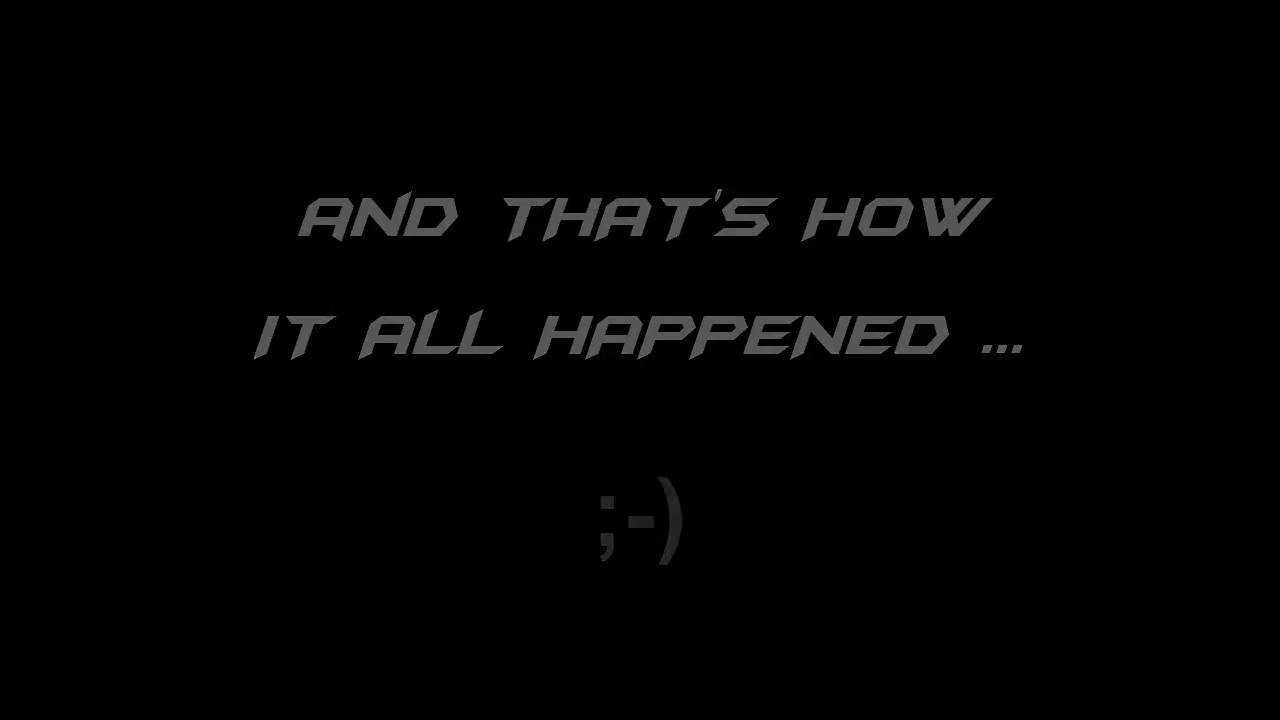 AND THAT'S HOW
IT ALL HAPPENED ...
;-)